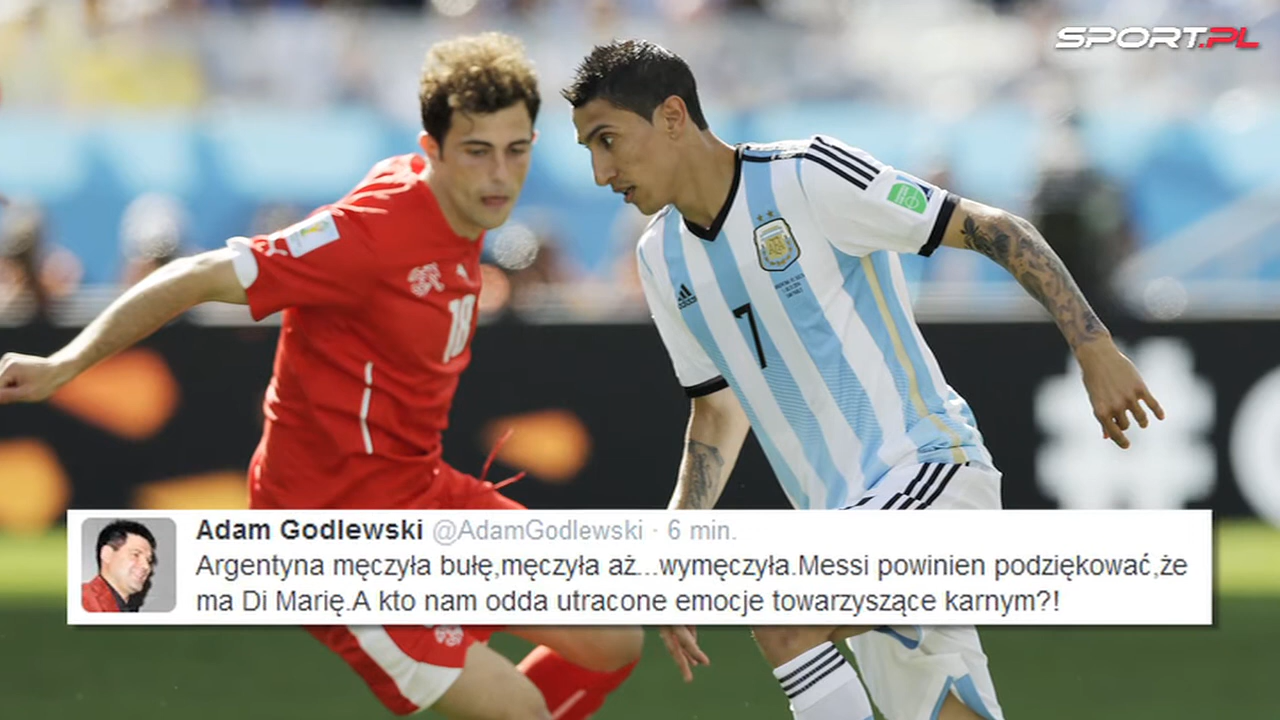 SPORT.PL
18
7
Adam Godlewski @AdamGodlewski · 6 min.
Argentyna męczyła bułę,męczyła aż...wymęczyła.Messi powinien podziękować,że
ma Di Marię.A kto nam odda utracone emocje towarzyszące karnym?!